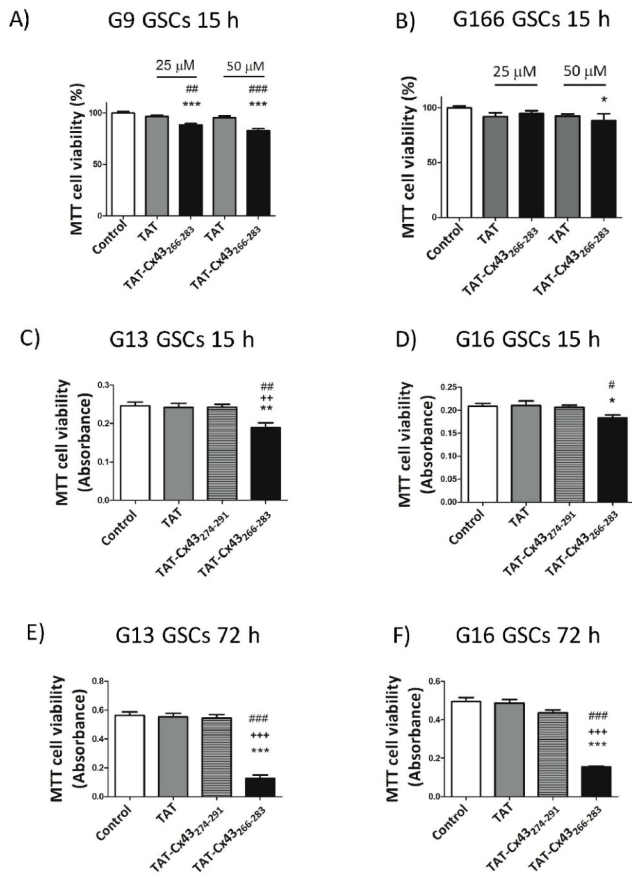 A)
G9 GSCs 15 h
25 µM
50 µM
##
###
***
***
MTT cell viability (%)
100
50
0
Control
TAT
TAT-Cx43266-283
TAT
TAT-Cx43266-283
B)
G166 GSCs 15 h
25 µM
50 µM
*
MTT cell viability (%)
100
50
0
Control
TAT
TAT-Cx43266-283
TAT
TAT-Cx43266-283
C)
G13 GSCs 15 h
##
++
**
MTT cell viability
(Absorbance)
0.3
0.2
0.1
0.0
Control
TAT
TAT-Cx43274-291
TAT-Cx43266-283
D)
G16 GSCs 15 h
#
*
MTT cell viability
(Absorbance)
0.25
0.20
0.15
0.10
0.05
0.00
Control
TAT
TAT-Cx43274-291
TAT-Cx43266-283
E)
G13 GSCs 72 h
###
+++
***
MTT cell viability
(Absorbance)
0.8
0.6
0.4
0.2
0.0
Control
TAT
TAT-Cx43274-291
TAT-Cx43266-283
F)
G16 GSCs 72 h
###
+++
***
MTT cell viability
(Absorbance)
0.6
0.4
0.2
0.0
Control
TAT
TAT-Cx43274-291
TAT-Cx43266-283